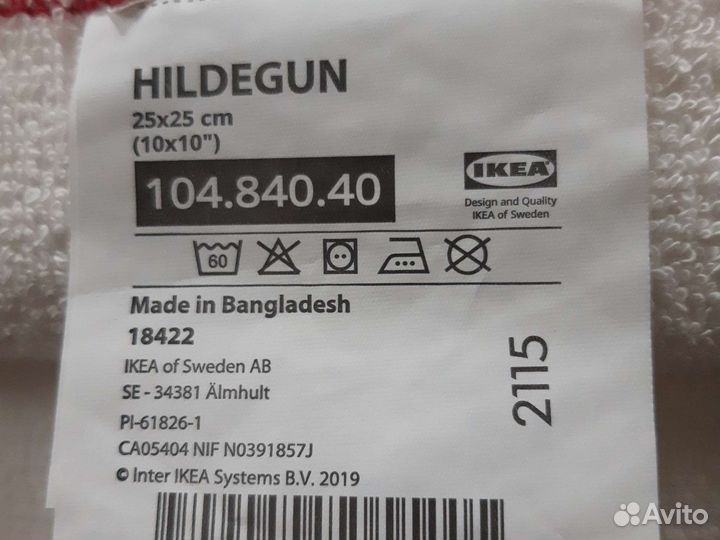 HILDEGUN
25x25 cm
(10x10")
104.840.40
IKEA
Design and Quality
IKEA of Sweden
60
Made in Bangladesh
18422
IKEA of Sweden AB
SE - 34381 Älmhult
PI-61826-1
CA05404 NIF N0391857J
© Inter IKEA Systems B.V. 2019
2115
Avito